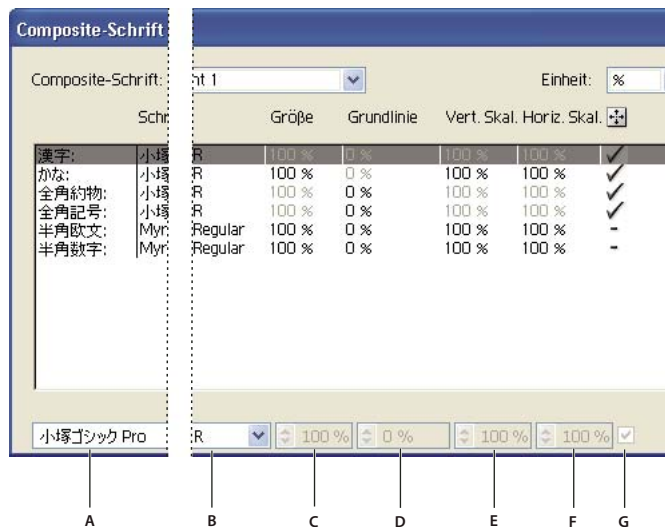 Composite-Schrift
Composite-Schrift: nt 1 Einheit: %
Schr Größe Grundlinie Vert. Skal. Horiz. Skal.
漢字: 小塚 R 100 % 0 % 100 % 100 %
かな: 小塚 R 100 % 0 % 100 % 100 %
全角約物: 小塚 R 100 % 0 % 100 % 100 %
全角記号: 小塚 R 100 % 0 % 100 % 100 %
半角欧文: Myr Regular 100 % 0 % 100 % 100 % -
半角数字: Myr Regular 100 % 0 % 100 % 100 % -
小塚ゴシック Pro R 100 % 0 % 100 % 100 %
A B C D E F G